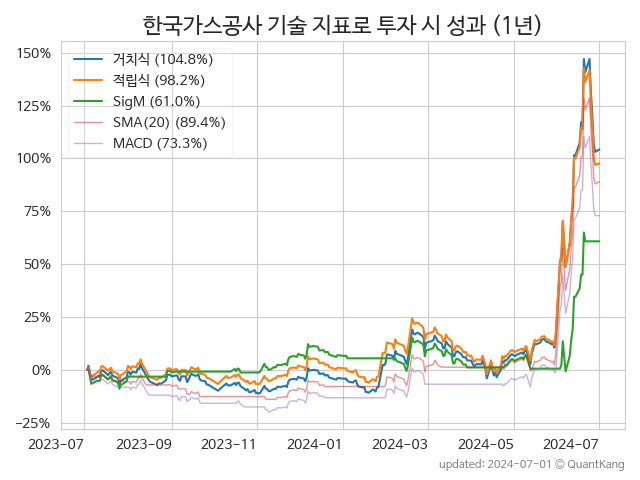 한국가스공사 기술 지표로 투자 시 성과 (1년)
150%
125%
100%
75%
50%
25%
0%
−25%
거치식 (104.8%)
적립식 (98.2%)
SigM (61.0%)
SMA(20) (89.4%)
MACD (73.3%)
2023-07
2023-09
2023-11
2024-01
2024-03
2024-05
2024-07
updated: 2024-07-01 © QuantKang